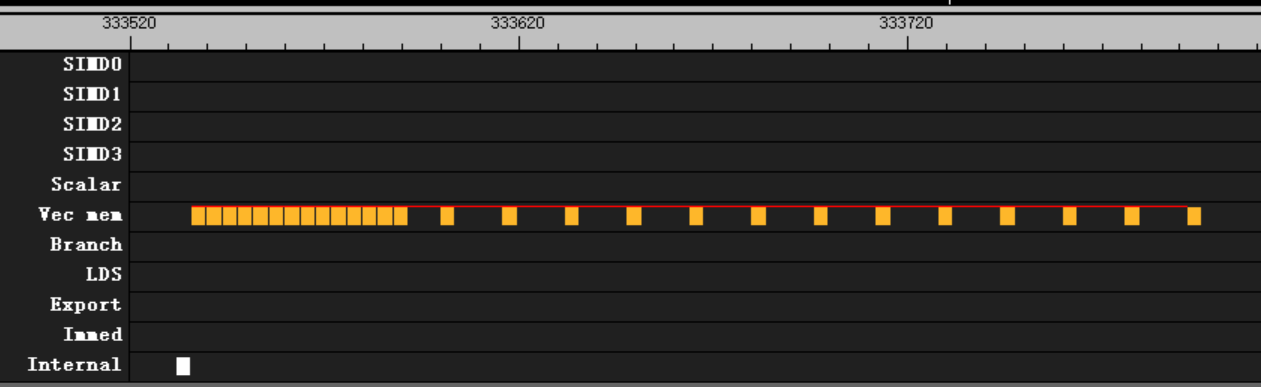 333520 333620 333720
SIMD0
SIMD1
SIMD2
SIMD3
Scalar
Vec mem
Branch
LDS
Export
Immed
Internal